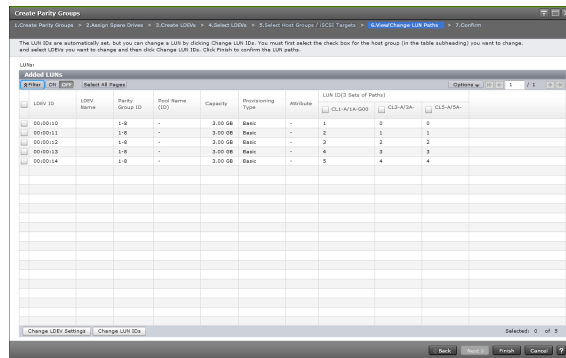 Create Parity Groups
1.Create Parity Groups > 2.Assign Spare Drives > 3.Create LDEVs > 4.Select LDEVs > 5.Select Host Groups / iSCSI Targets > 6.View/Change LUN Paths > 7.Confirm
The LUN IDs are automatically set, but you can change a LUN by clicking Change LUN IDs. You must first select the check box for the host group (in the table subheading) you want to change,
and select LDEVs you want to change and then click Change LUN IDs. Click Finish to confirm the LUN paths.
LUNs:
Added LUNs
Filter ON OFF Select All Pages Options 1 / 1
LDEV ID LDEV Name Parity Group ID Pool Name (ID) Capacity Provisioning Type Attribute LUN ID(3 Sets of Paths)
CL1-A/1A-G00 CL3-A/3A- CL5-A/5A-
00:00:10 1-8 - 3.00 GB Basic - 1 0 0
00:00:11 1-8 - 3.00 GB Basic - 2 1 1
00:00:12 1-8 - 3.00 GB Basic - 3 2 2
00:00:13 1-8 - 3.00 GB Basic - 4 3 3
00:00:14 1-8 - 3.00 GB Basic - 5 4 4
Change LDEV Settings Change LUN IDs Selected: 0 of 5
Back Next Finish Cancel ?